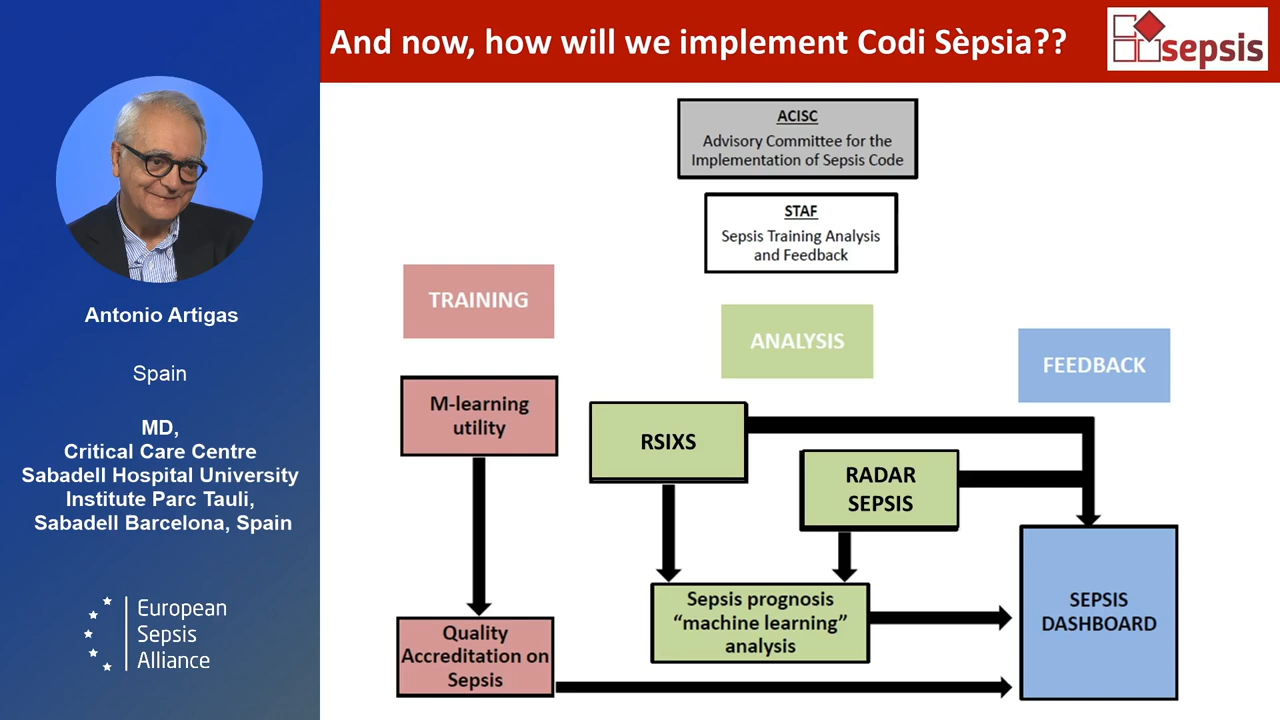 And now, how will we implement Codi Sèpsia??
sepsis
Antonio Artigas
Spain
MD,
Critical Care Centre
Sabadell Hospital University
Institute Parc Tauli,
Sabadell Barcelona, Spain
European
Sepsis
Alliance
ACISC
Advisory Committee for the
Implementation of Sepsis Code
STAF
Sepsis Training Analysis
and Feedback
TRAINING
ANALYSIS
FEEDBACK
M-learning
utility
RSIXS
RADAR
SEPSIS
Quality
Accreditation on
Sepsis
Sepsis prognosis
“machine learning”
analysis
SEPSIS
DASHBOARD